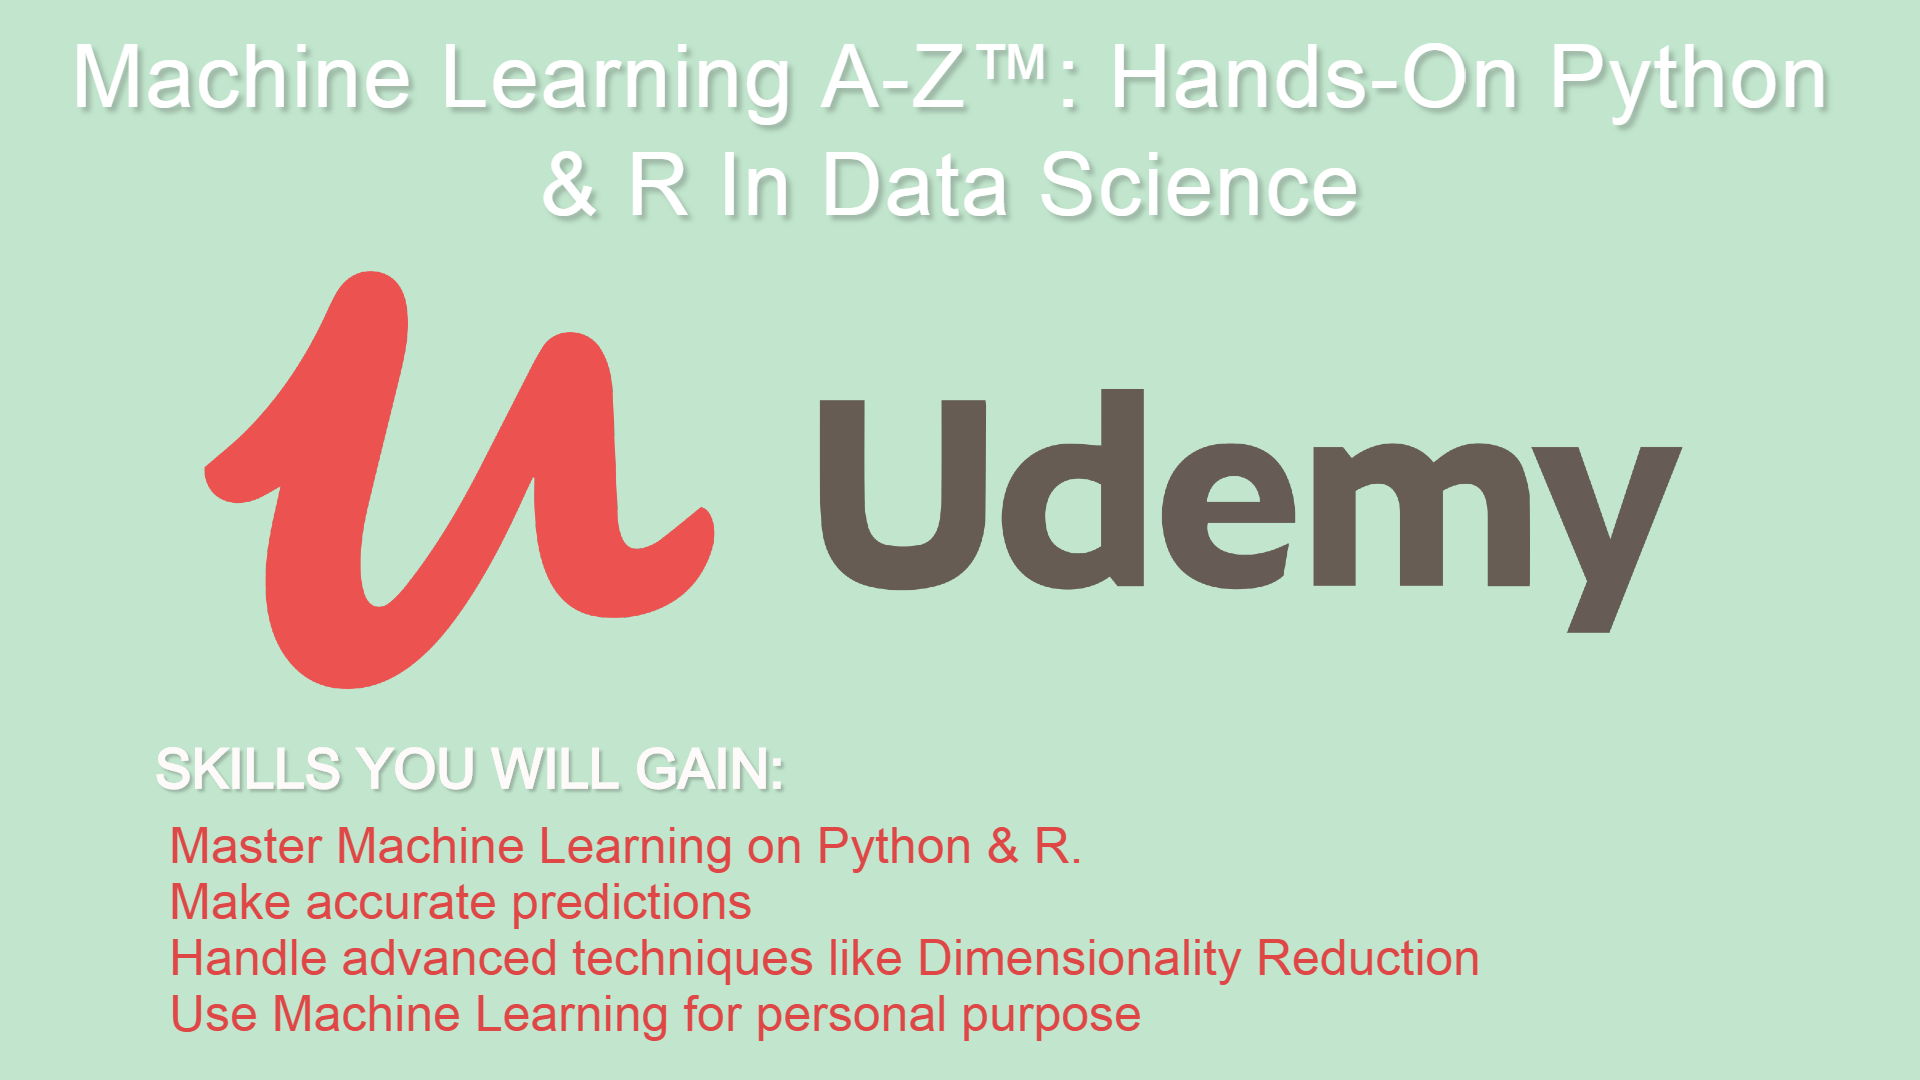 Machine Learning A-Z™: Hands-On Python
& R In Data Science
Udemy
SKILLS YOU WILL GAIN:
Master Machine Learning on Python & R.
Make accurate predictions
Handle advanced techniques like Dimensionality Reduction
Use Machine Learning for personal purpose